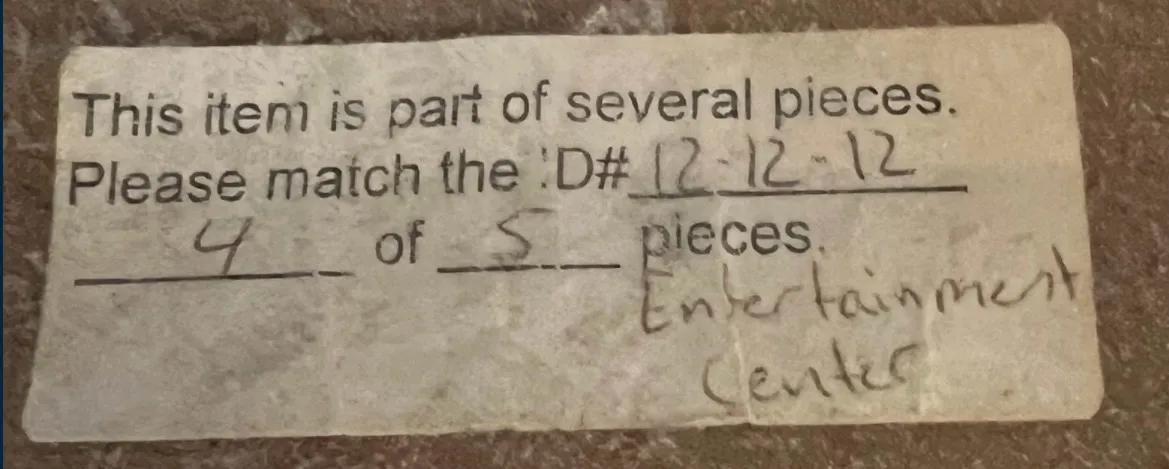 This item is part of several pieces.
Please match the ID# 12-12-12
4 of 5 pieces.
Entertainment
Center